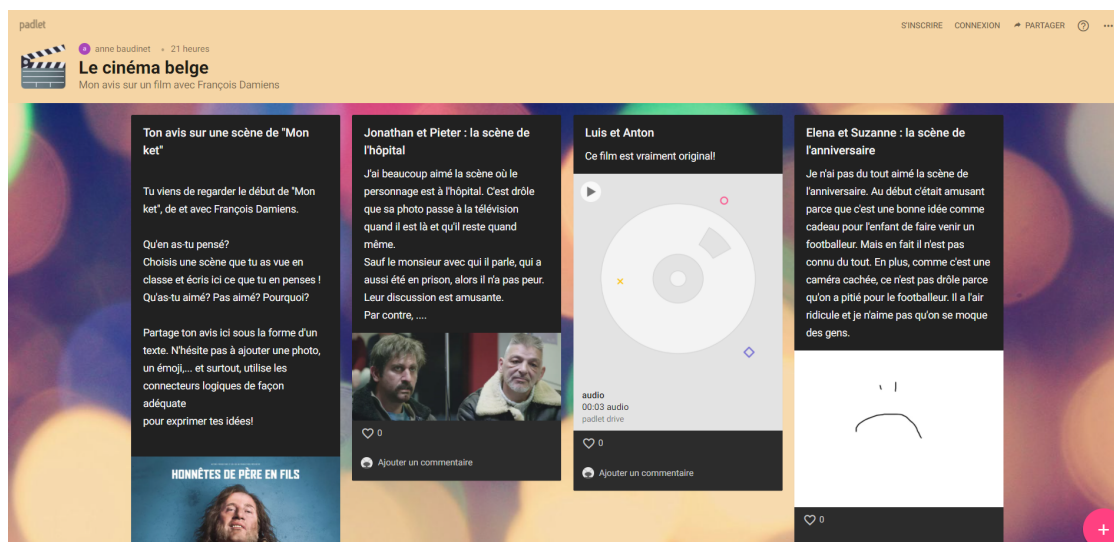 padlet
S'INSCRIRE CONNEXION PARTAGER ? ...
a anne baudinet • 21 heures
Le cinéma belge
Mon avis sur un film avec François Damiens
Ton avis sur une scène de "Mon
ket"
Tu viens de regarder le début de "Mon
ket", de et avec François Damiens.
Qu'en as-tu pensé?
Choisis une scène que tu as vue en
classe et écris ici ce que tu en penses !
Qu'as-tu aimé? Pas aimé? Pourquoi?
Partage ton avis ici sous la forme d'un
texte. N'hésite pas à ajouter une photo,
un émoji,... et surtout, utilise les
connecteurs logiques de façon
adéquate
pour exprimer tes idées!
HONNÊTES DE PÈRE EN FILS
Jonathan et Pieter : la scène de
l'hôpital
J'ai beaucoup aimé la scène où le
personnage est à l'hôpital. C'est drôle
que sa photo passe à la télévision
quand il est là et qu'il reste quand
même.
Sauf le monsieur avec qui il parle, qui a
aussi été en prison, alors il n'a pas peur.
Leur discussion est amusante.
Par contre, ....
0
Ajouter un commentaire
Luis et Anton
Ce film est vraiment original!
audio
00:03 audio
padlet drive
0
Ajouter un commentaire
Elena et Suzanne : la scène de
l'anniversaire
Je n'ai pas du tout aimé la scène de
l'anniversaire. Au début c'était amusant
parce que c'est une bonne idée comme
cadeau pour l'enfant de faire venir un
footballeur. Mais en fait il n'est pas
connu du tout. En plus, comme c'est une
caméra cachée, ce n'est pas drôle parce
qu'on a pitié pour le footballeur. Il a l'air
ridicule et je n'aime pas qu'on se moque
des gens.
0
+